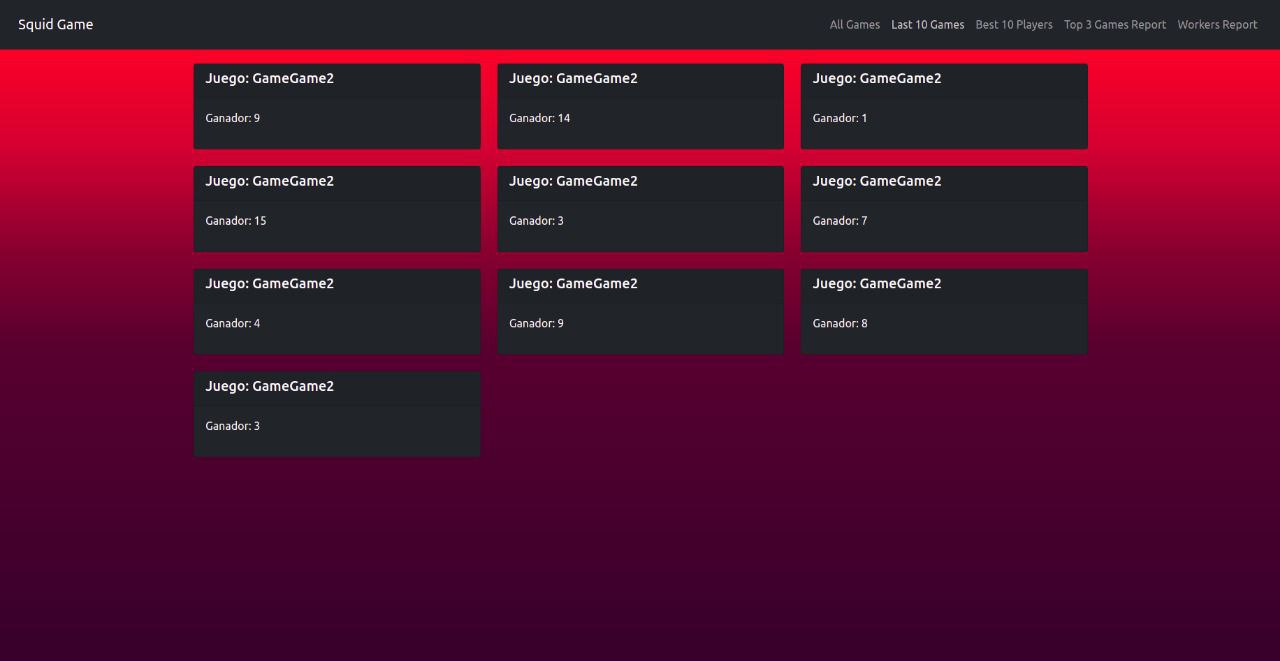 Squid Game
All Games Last 10 Games Best 10 Players Top 3 Games Report Workers Report
Juego: GameGame2
Ganador: 9
Juego: GameGame2
Ganador: 14
Juego: GameGame2
Ganador: 1
Juego: GameGame2
Ganador: 15
Juego: GameGame2
Ganador: 3
Juego: GameGame2
Ganador: 7
Juego: GameGame2
Ganador: 4
Juego: GameGame2
Ganador: 9
Juego: GameGame2
Ganador: 8
Juego: GameGame2
Ganador: 3